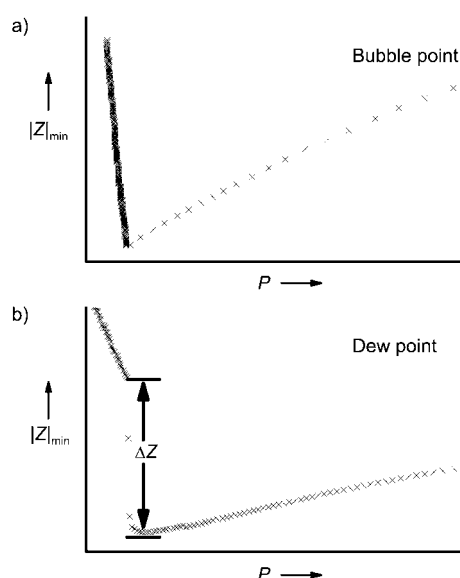 a)
Bubble point
|Z|min
P
b)
Dew point
|Z|min
ΔZ
P